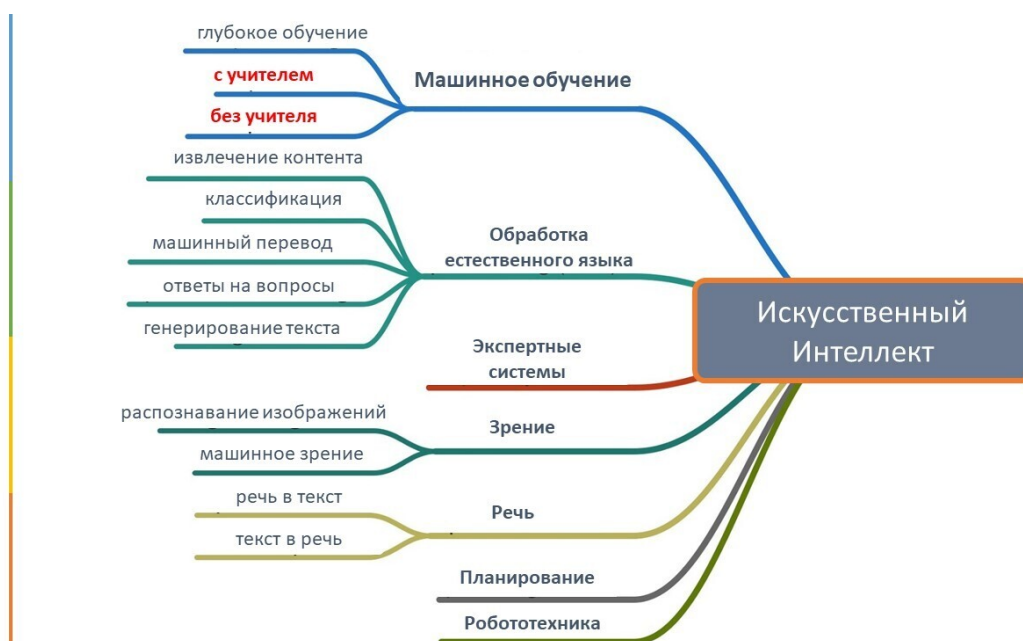 глубокое обучение
с учителем
без учителя
Машинное обучение
извлечение контента
классификация
машинный перевод
ответы на вопросы
генерирование текста
Обработка
естественного языка
Экспертные
системы
распознавание изображений
машинное зрение
Зрение
речь в текст
текст в речь
Речь
Планирование
Робототехника
Искусственный
Интеллект